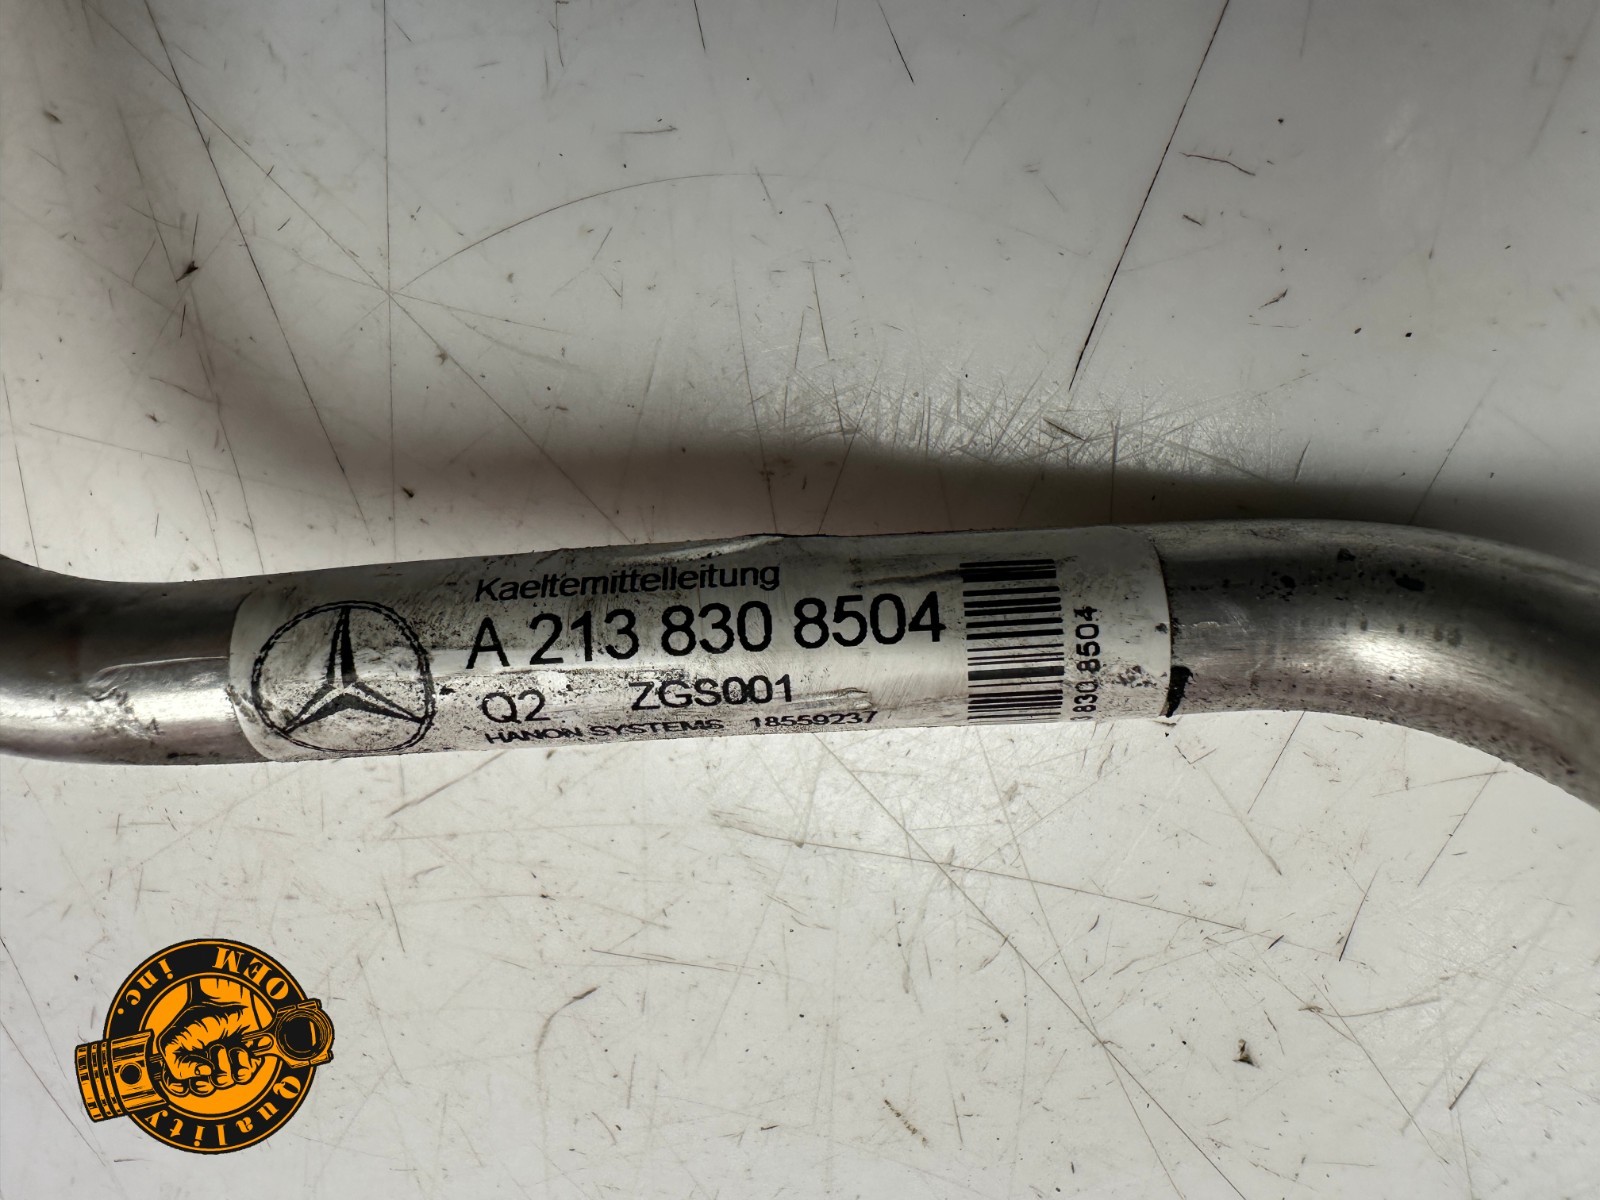 Kaeltemittelleitung
A 213 830 8504
Q2 ZGS001
HANON SYSTEMS 18559237
830 8504
Quality OEM inc.